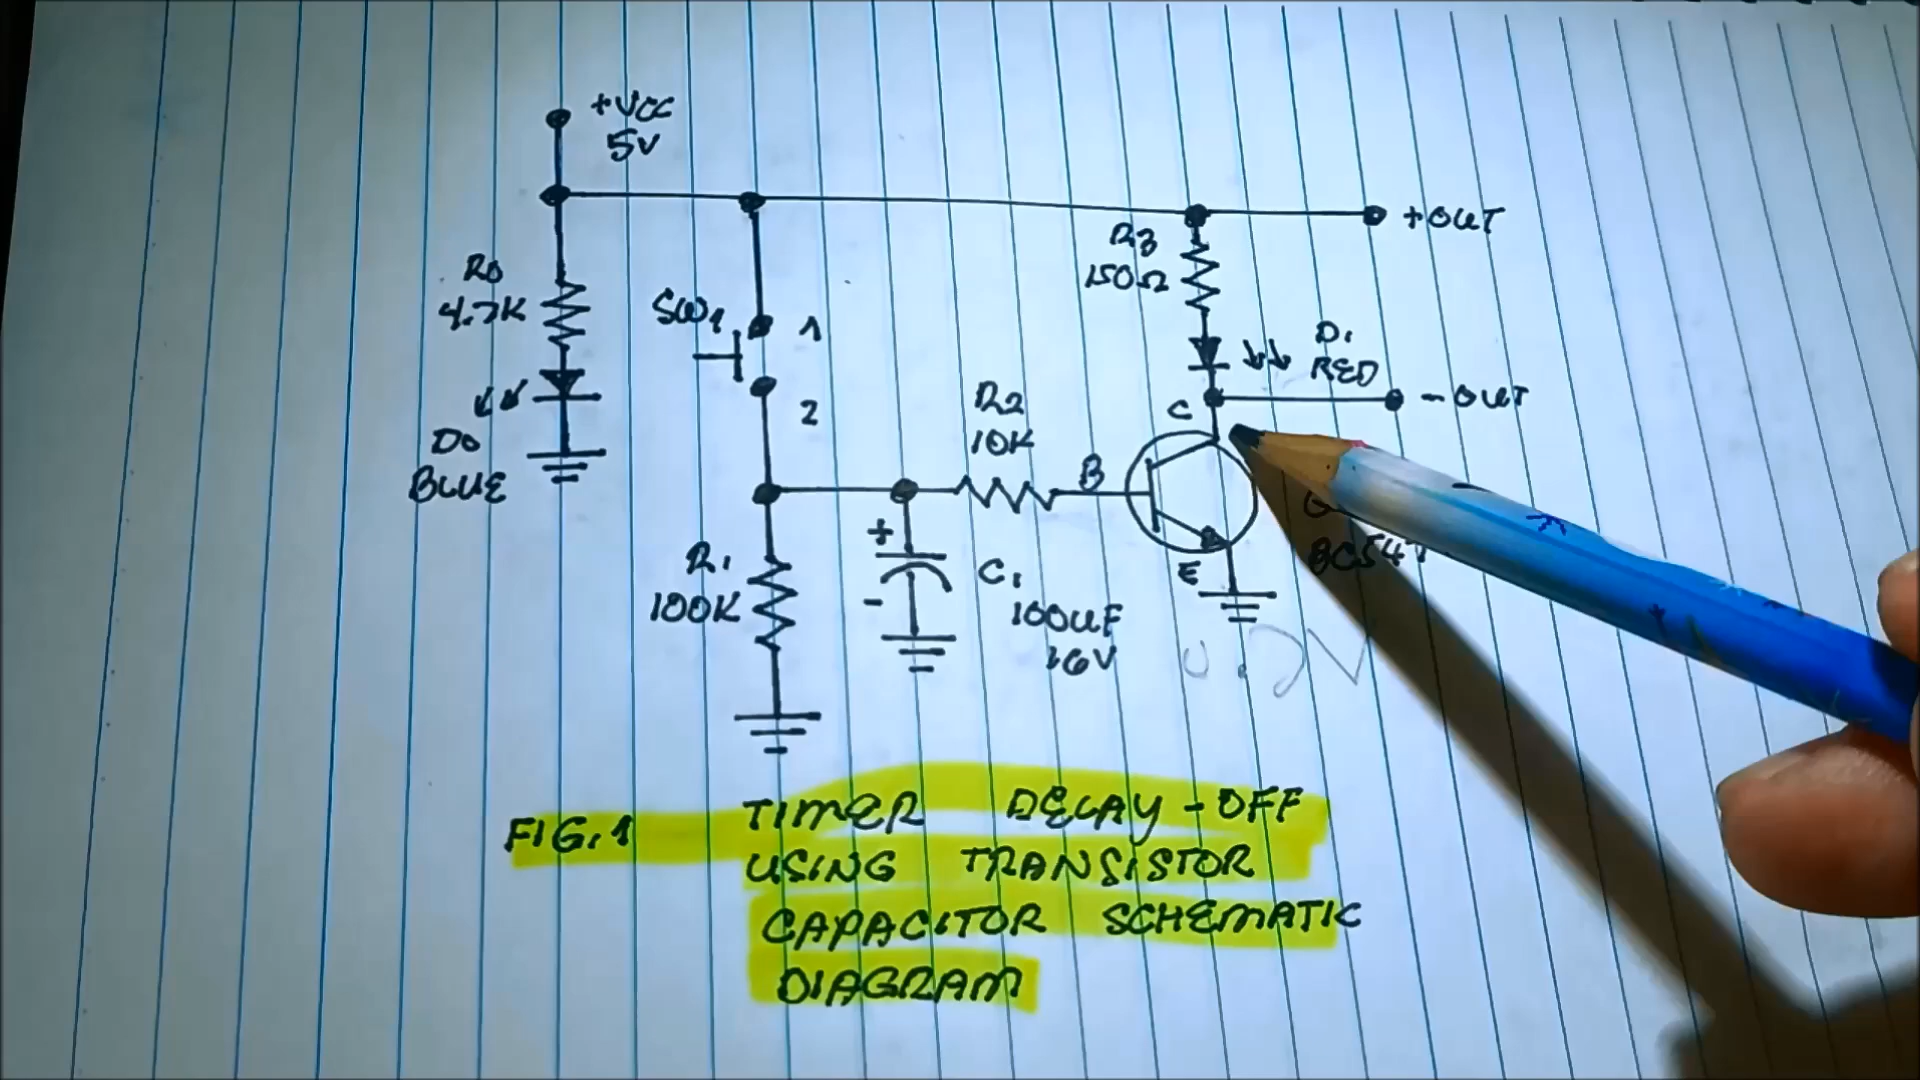 +VCC
5V
+OUT
R3
150Ω
R0
4.7K
SW1
1
2
D1
RED
-OUT
C
D0
BLUE
R2
10K
B
+
-
R1
100K
C1
100UF
16V
E
BC547
FIG.1 TIMER DELAY-OFF
USING TRANSISTOR
CAPACITOR SCHEMATIC
DIAGRAM